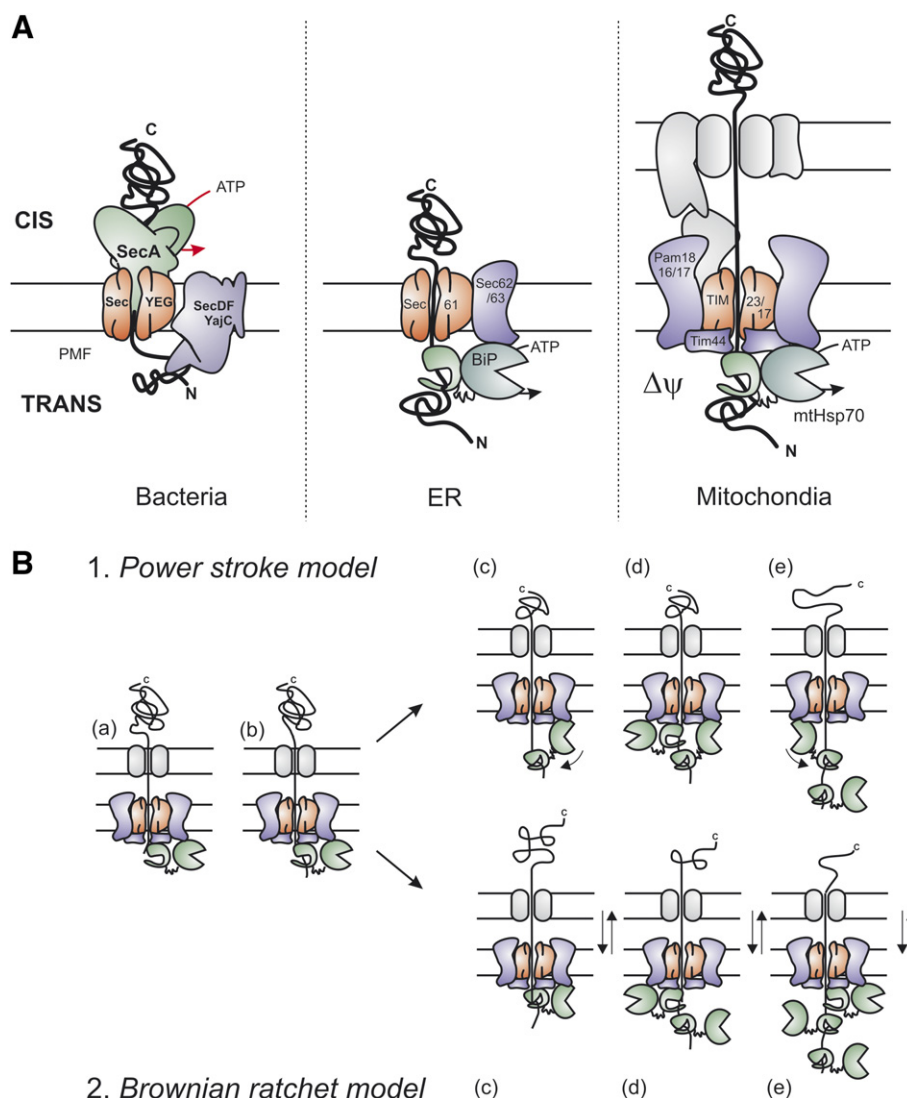 A
C
ATP
CIS
SecA
Sec YEG
SecDF
YajC
PMF
N
TRANS
Bacteria
C
Sec 61
Sec62
/63
BiP
ATP
N
ER
C
Pam18
16/17
TIM 23/
17
Tim44
ATP
Δψ
mtHsp70
N
Mitochondia
B
1. Power stroke model
(a)
c
(b)
c
(c)
c
(d)
c
(e)
c
c
c
c
2. Brownian ratchet model
(c)
(d)
(e)